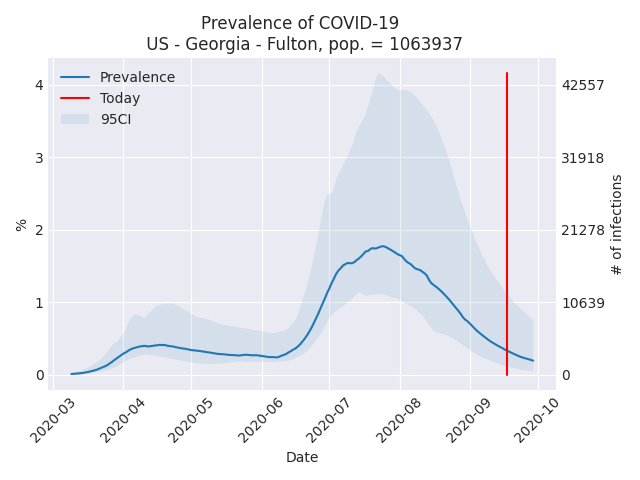 Prevalence of COVID-19
US - Georgia - Fulton, pop. = 1063937
Prevalence
Today
95CI
4
3
2
1
0
%
42557
31918
21278
10639
0
# of infections
2020-03
2020-04
2020-05
2020-06
2020-07
2020-08
2020-09
2020-10
Date